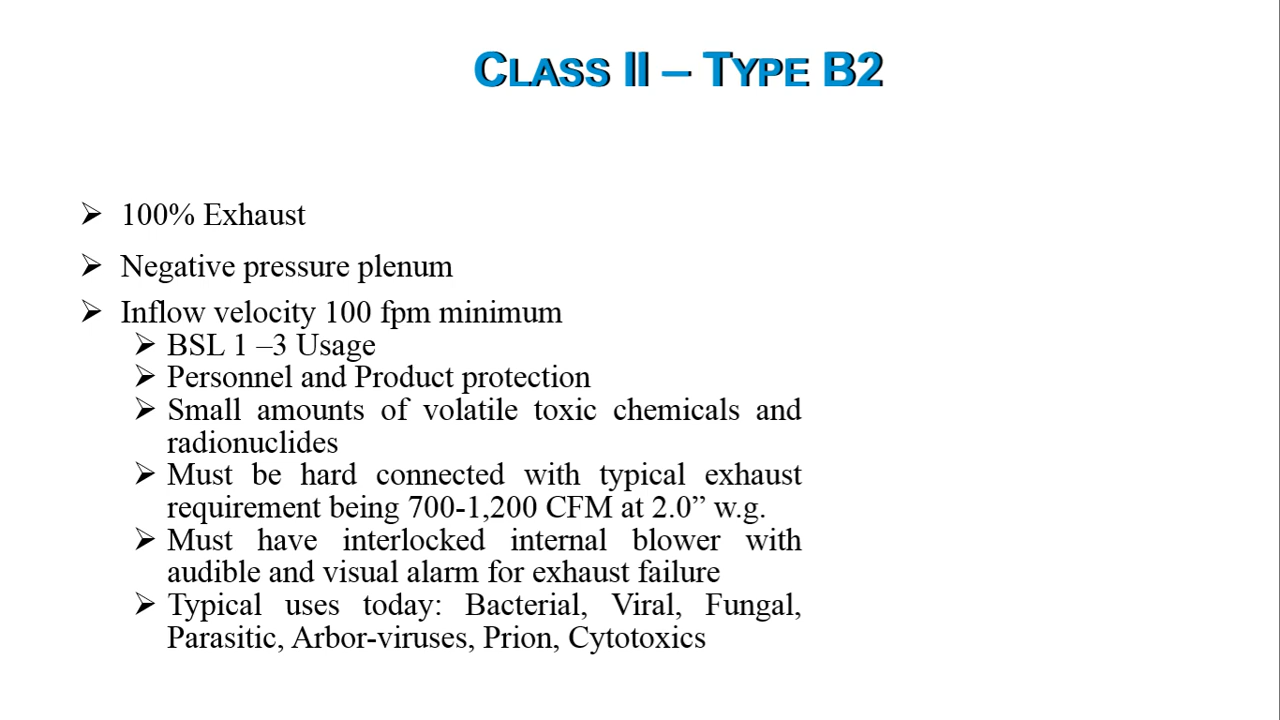 CLASS II – TYPE B2
➢ 100% Exhaust
➢ Negative pressure plenum
➢ Inflow velocity 100 fpm minimum
➢ BSL 1 –3 Usage
➢ Personnel and Product protection
➢ Small amounts of volatile toxic chemicals and
radionuclides
➢ Must be hard connected with typical exhaust
requirement being 700-1,200 CFM at 2.0” w.g.
➢ Must have interlocked internal blower with
audible and visual alarm for exhaust failure
➢ Typical uses today: Bacterial, Viral, Fungal,
Parasitic, Arbor-viruses, Prion, Cytotoxics